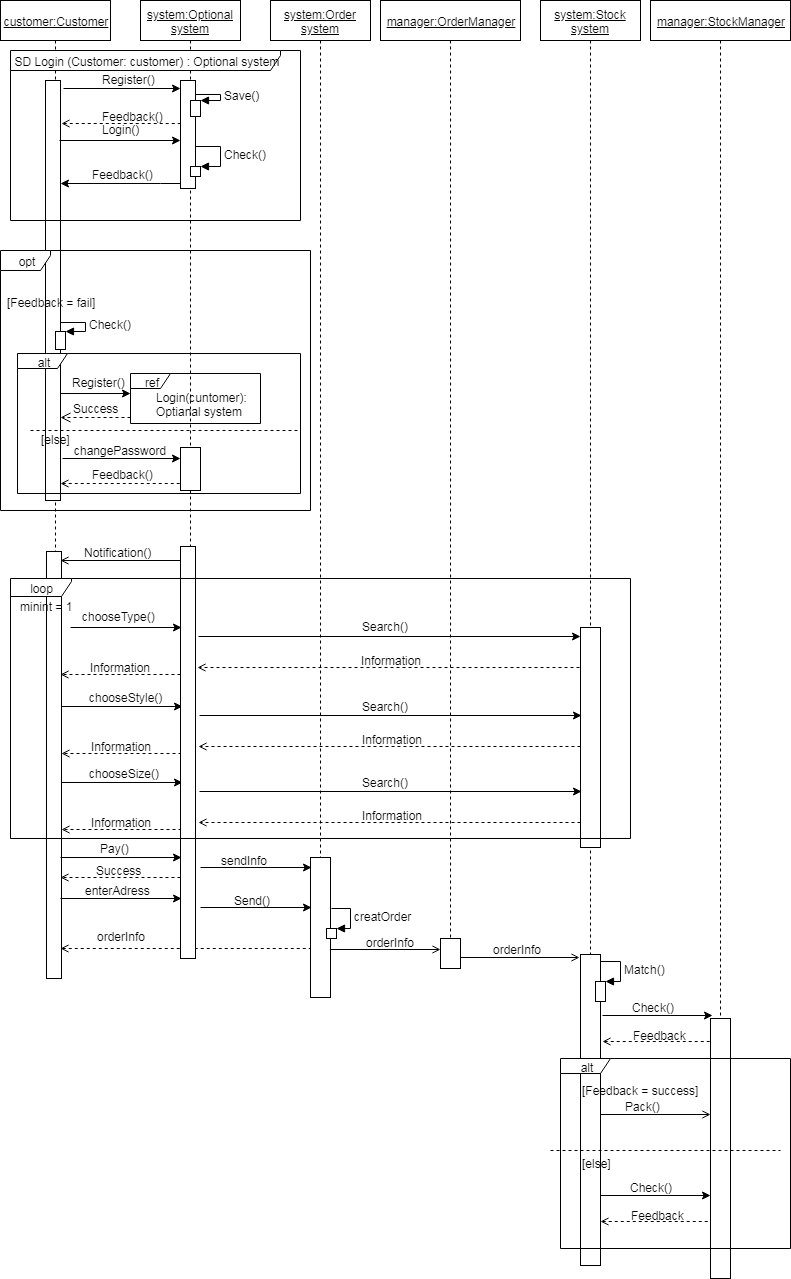 customer:Customer
system:Optional
system
system:Order
system
manager:OrderManager
system:Stock
system
manager:StockManager
SD Login (Customer: customer) : Optional system
Register()
Save()
Feedback()
Login()
Check()
Feedback()
opt
[Feedback = fail]
Check()
alt
Register()
ref
Login(cuntomer):
Optianal system
Success
[else]
changePassword
Feedback()
Notification()
loop
minint = 1
chooseType()
Search()
Information
Information
chooseStyle()
Search()
Information
Information
chooseSize()
Search()
Information
Information
Pay()
sendInfo
Success
enterAdress
Send()
creatOrder
orderInfo
orderInfo
orderInfo
Match()
Check()
Feedback
alt
[Feedback = success]
Pack()
[else]
Check()
Feedback